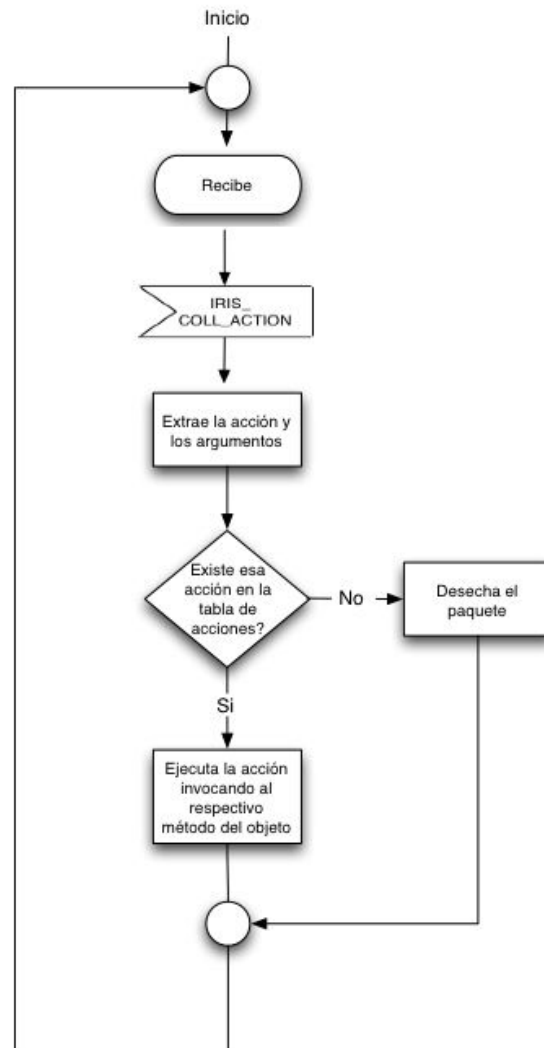 Inicio
Recibe
IRIS_
COLL_ACTION
Extrae la acción y
los argumentos
Existe esa
acción en la
tabla de
acciones?
No
Desecha el
paquete
Si
Ejecuta la acción
invocando al
respectivo
método del objeto